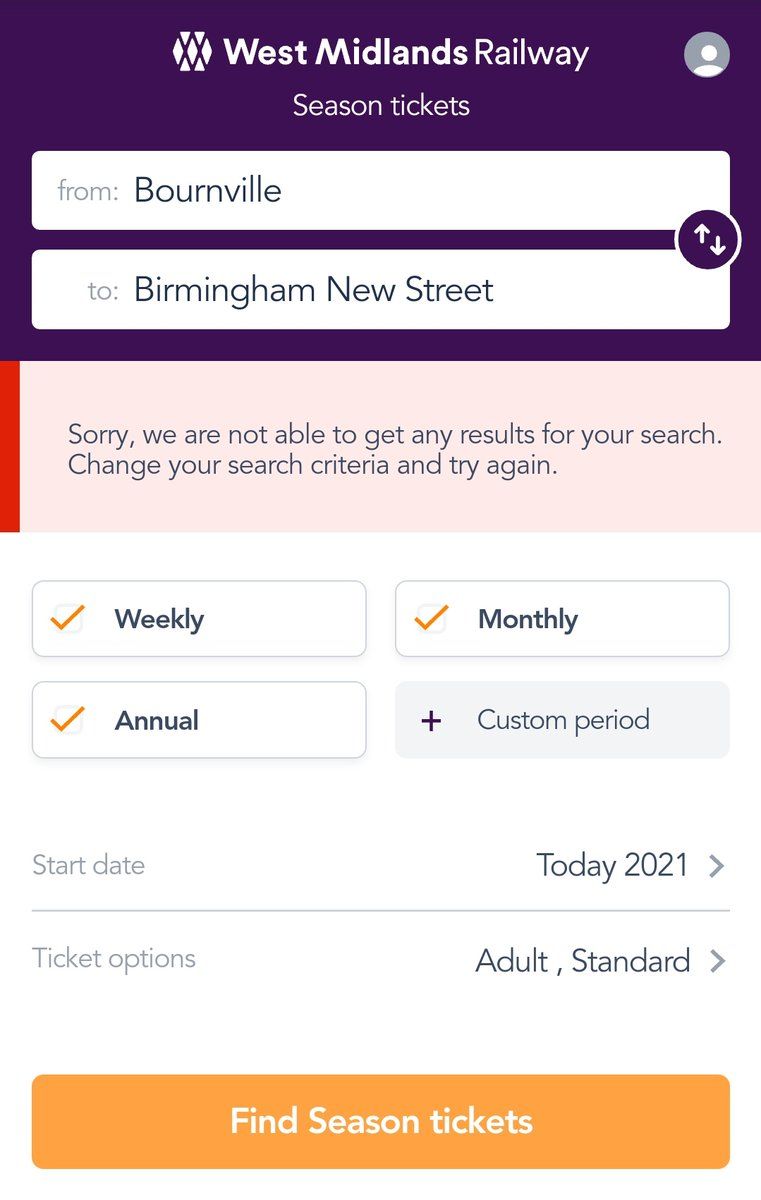 West Midlands Railway
Season tickets
from: Bournville
to: Birmingham New Street
Sorry, we are not able to get any results for your search.
Change your search criteria and try again.
Weekly
Monthly
Annual
+ Custom period
Start date
Today 2021
Ticket options
Adult , Standard
Find Season tickets